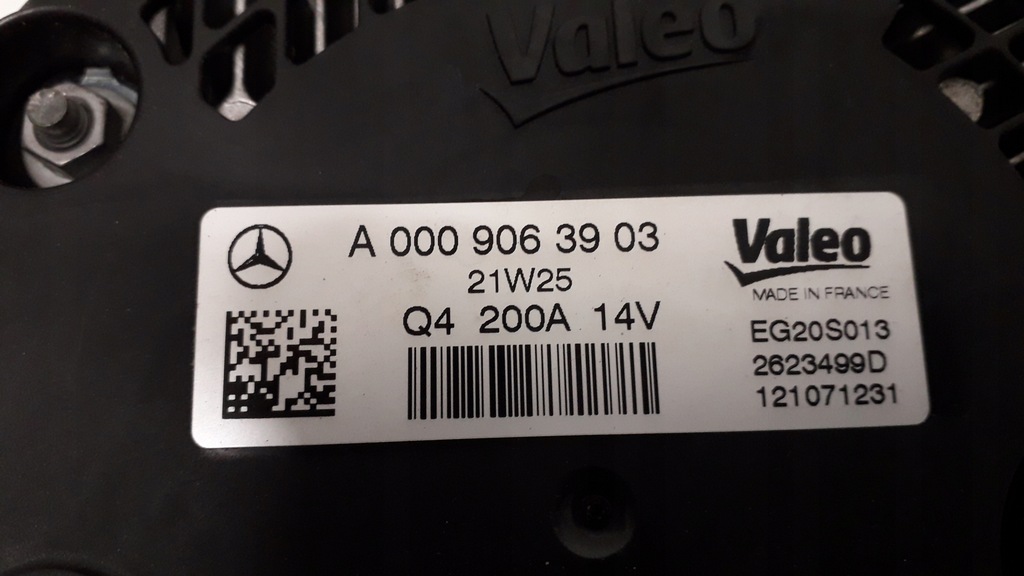 Valeo
A 000 906 39 03
21W25
Q4 200A 14V
Valeo
MADE IN FRANCE
EG20S013
2623499D
121071231